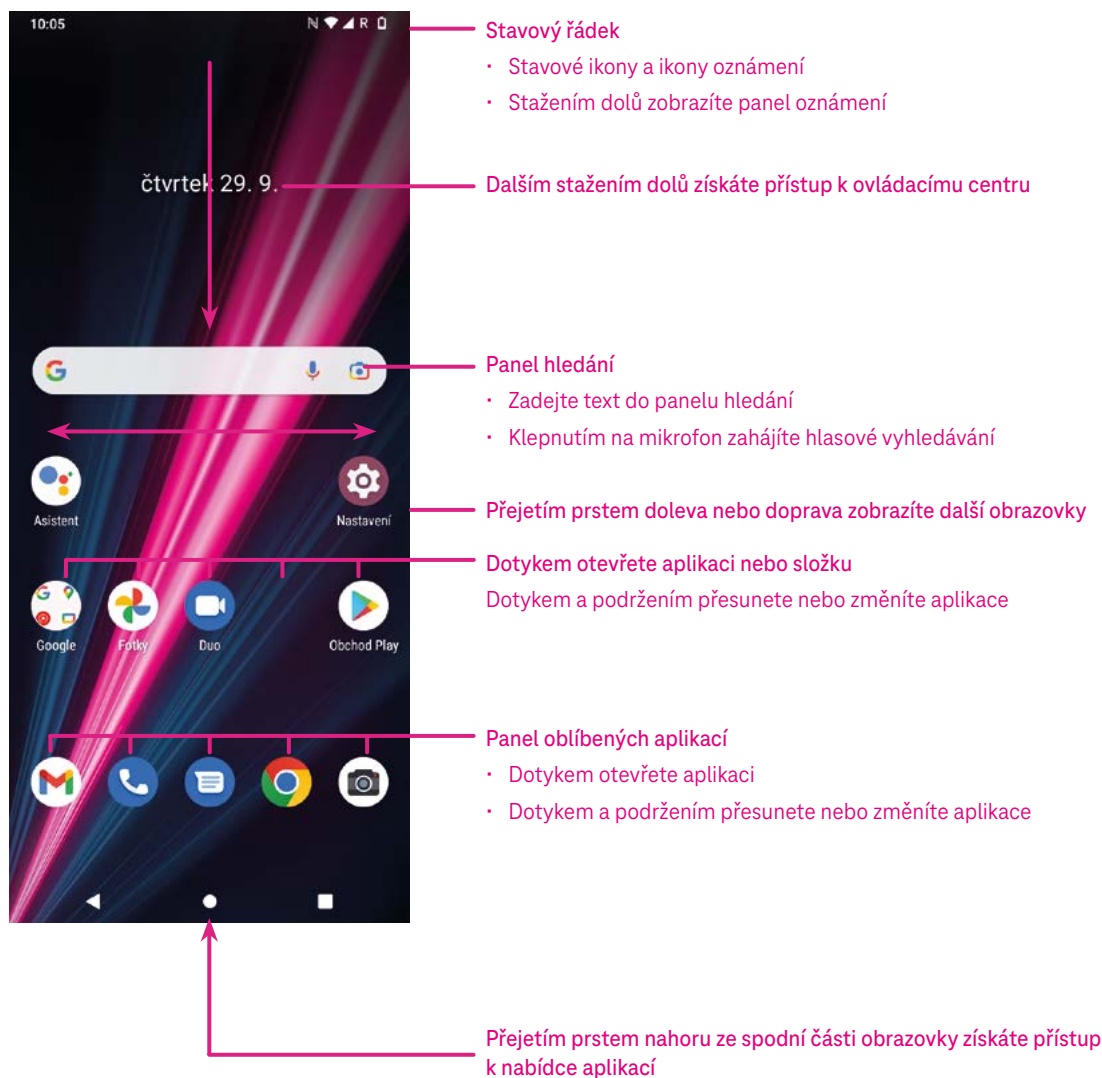 10:05
N R
Stavový řádek
· Stavové ikony a ikony oznámení
· Stažením dolů zobrazíte panel oznámení
čtvrtek 29. 9.
Dalším stažením dolů získáte přístup k ovládacímu centru
G
Panel hledání
· Zadejte text do panelu hledání
· Klepnutím na mikrofon zahájíte hlasové vyhledávání
Asistent Nastavení
Přejetím prstem doleva nebo doprava zobrazíte další obrazovky
Dotykem otevřete aplikaci nebo složku
Dotykem a podržením přesunete nebo změníte aplikace
Google Fotky Duo Obchod Play
Panel oblíbených aplikací
· Dotykem otevřete aplikaci
· Dotykem a podržením přesunete nebo změníte aplikace
Přejetím prstem nahoru ze spodní části obrazovky získáte přístup
k nabídce aplikací